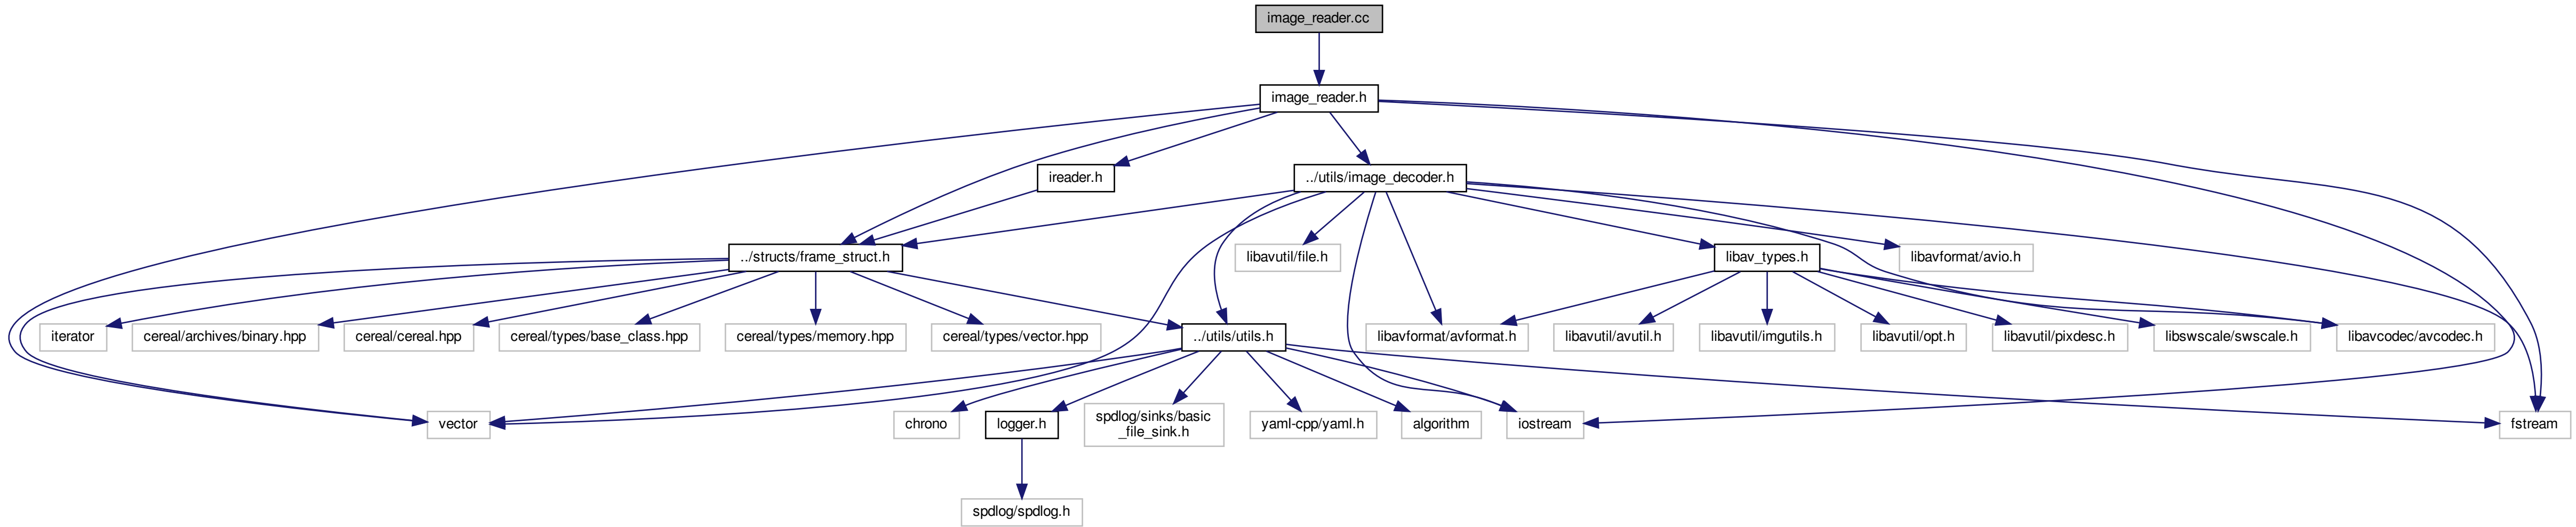 image_reader.cc
image_reader.h
ireader.h
../utils/image_decoder.h
../structs/frame_struct.h
libavutil/file.h
libav_types.h
libavformat/avio.h
iterator
cereal/archives/binary.hpp
cereal/cereal.hpp
cereal/types/base_class.hpp
cereal/types/memory.hpp
cereal/types/vector.hpp
../utils/utils.h
libavformat/avformat.h
libavutil/avutil.h
libavutil/imgutils.h
libavutil/opt.h
libavutil/pixdesc.h
libswscale/swscale.h
libavcodec/avcodec.h
vector
chrono
logger.h
spdlog/sinks/basic
_file_sink.h
yaml-cpp/yaml.h
algorithm
iostream
fstream
spdlog/spdlog.h